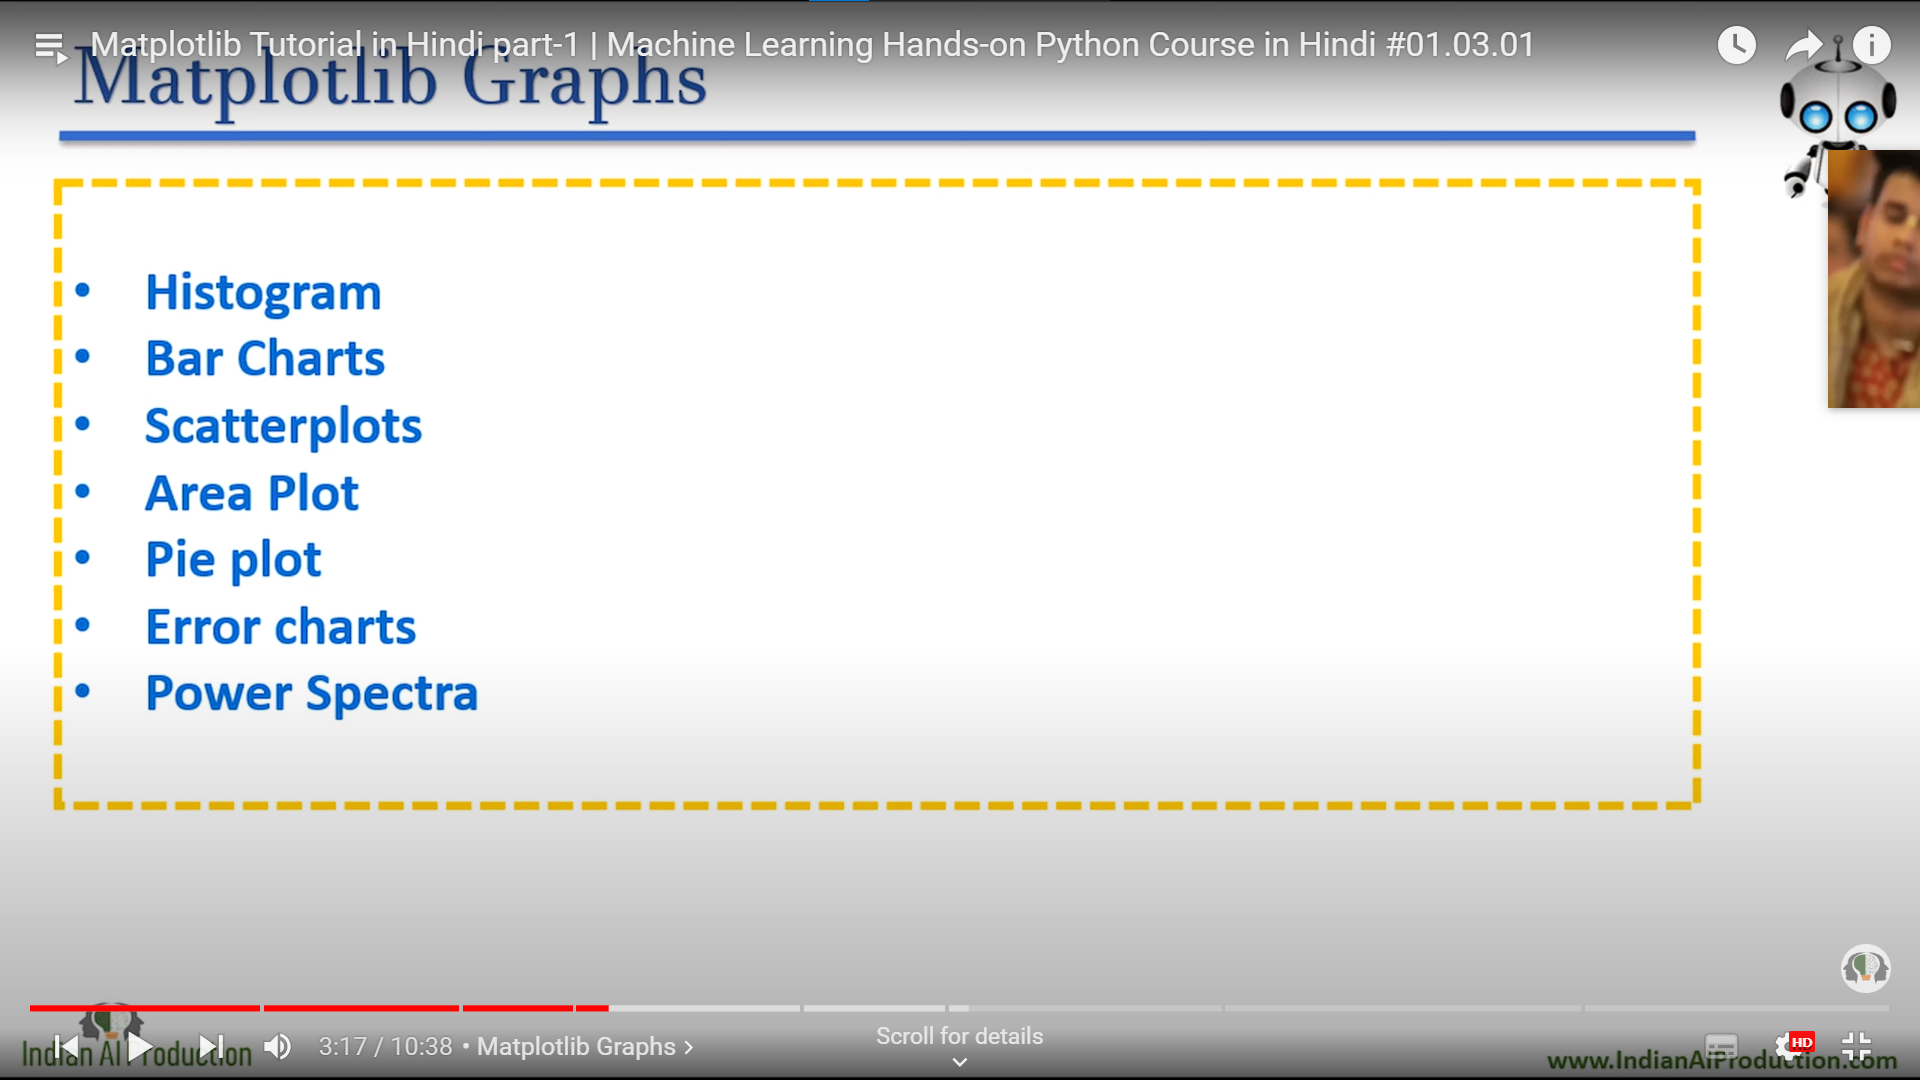 Matplotlib Tutorial in Hindi part-1 | Machine Learning Hands-on Python Course in Hindi #01.03.01
Matplotlib Graphs
• Histogram
• Bar Charts
• Scatterplots
• Area Plot
• Pie plot
• Error charts
• Power Spectra
Scroll for details
3:17 / 10:38 • Matplotlib Graphs
HD
Indian AI Production
www.IndianAIProduction.com